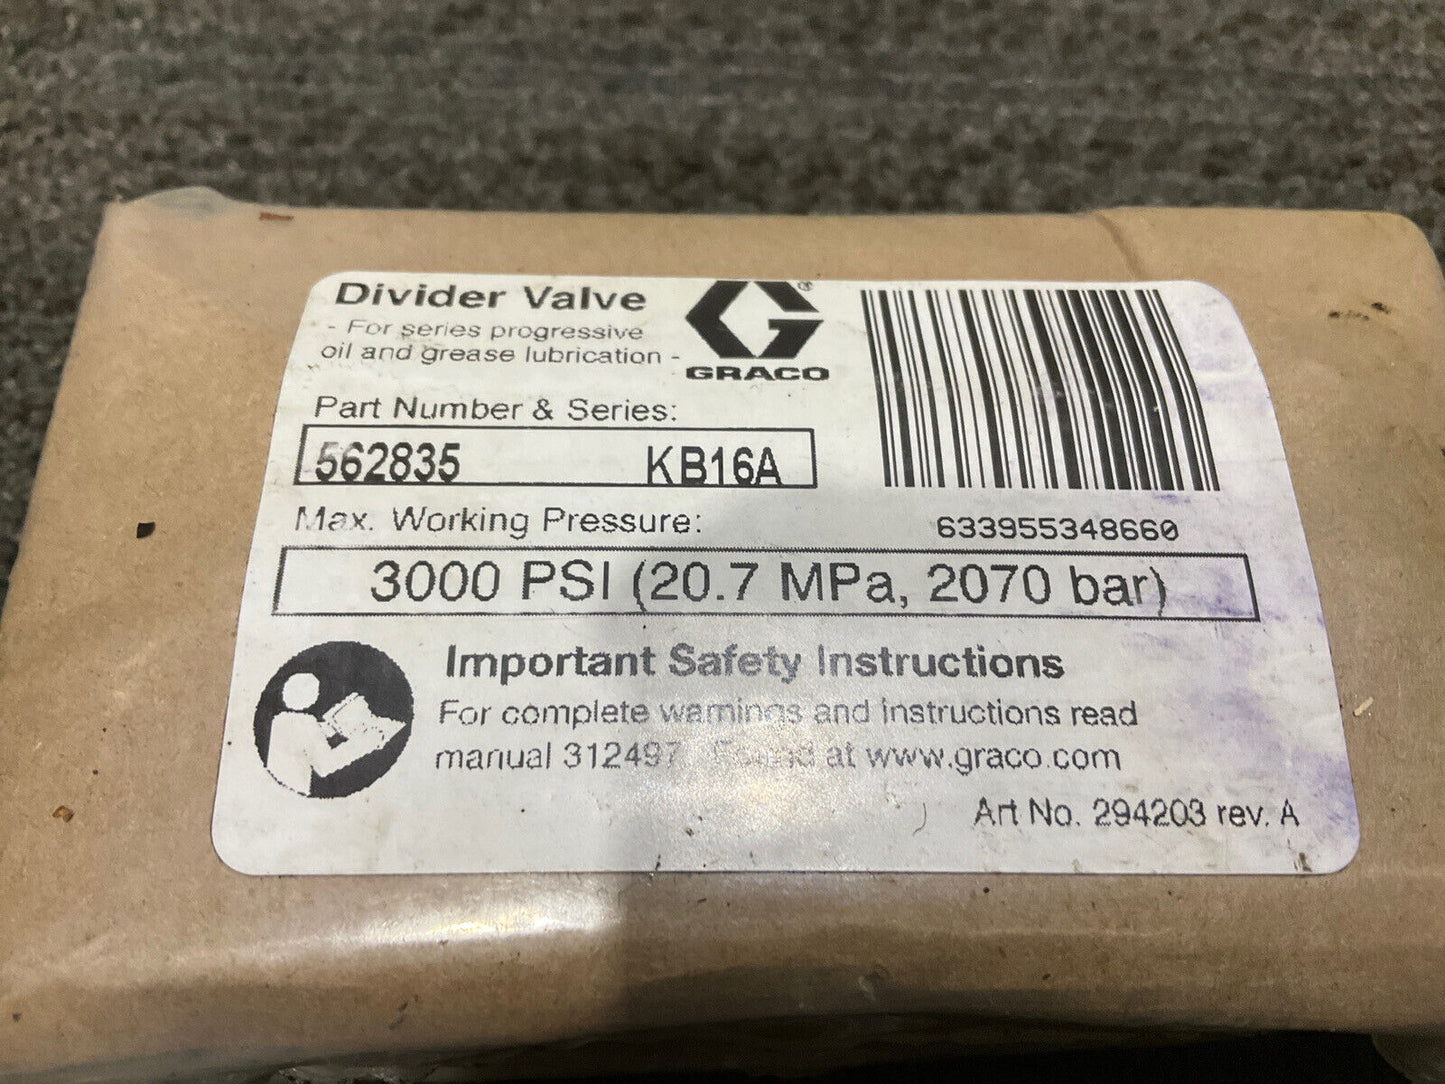 Divider Valve
- For series progressive
oil and grease lubrication -
GRACO
Part Number & Series:
562835 KB16A
Max. Working Pressure:
633955348660
3000 PSI (20.7 MPa, 2070 bar)
Important Safety Instructions
For complete warnings and instructions read
manual 312497. Found at www.graco.com
Art No. 294203 rev. A